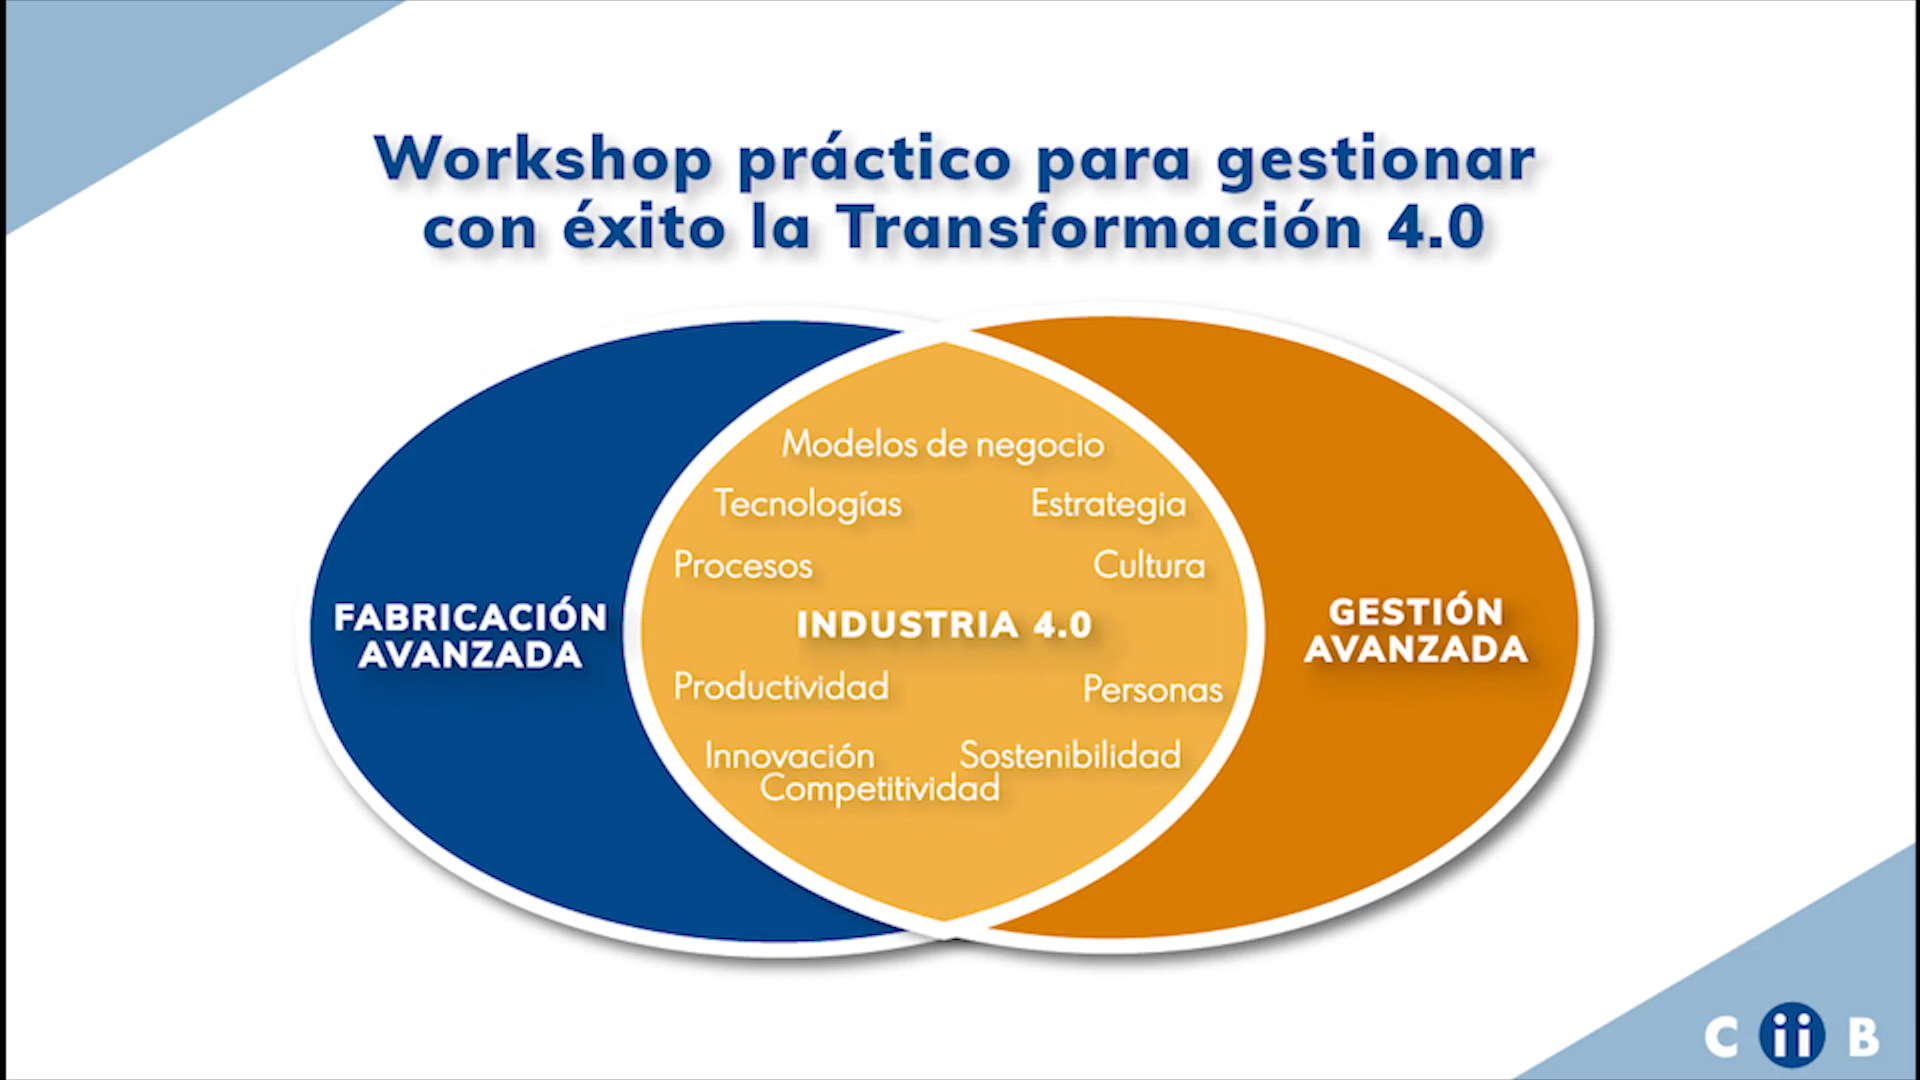 Workshop práctico para gestionar
con éxito la Transformación 4.0
Modelos de negocio
Tecnologías Estrategia
Procesos Cultura
FABRICACIÓN
AVANZADA
INDUSTRIA 4.0
GESTIÓN
AVANZADA
Productividad Personas
Innovación Sostenibilidad
Competitividad
C ii B